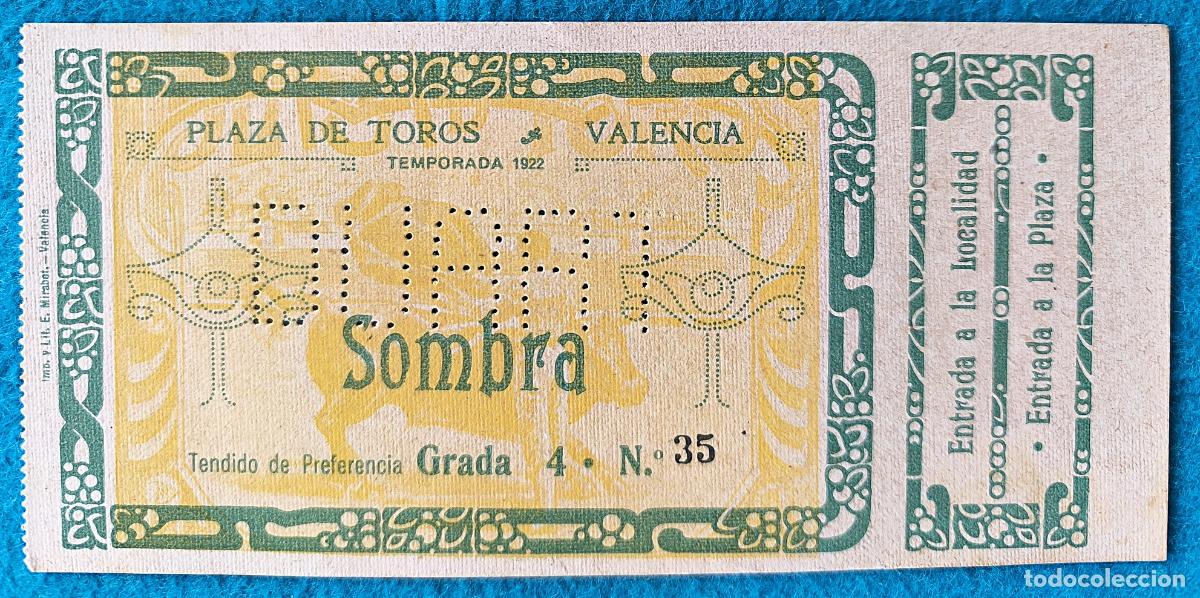 PLAZA DE TOROS VALENCIA
TEMPORADA 1922
Sombra
Tendido de Preferencia Grada 4 · N.º 35
Imp. y Lit. E. Mirabet. - Valencia
Entrada a la Localidad
· Entrada a la Plaza ·
todocoleccion